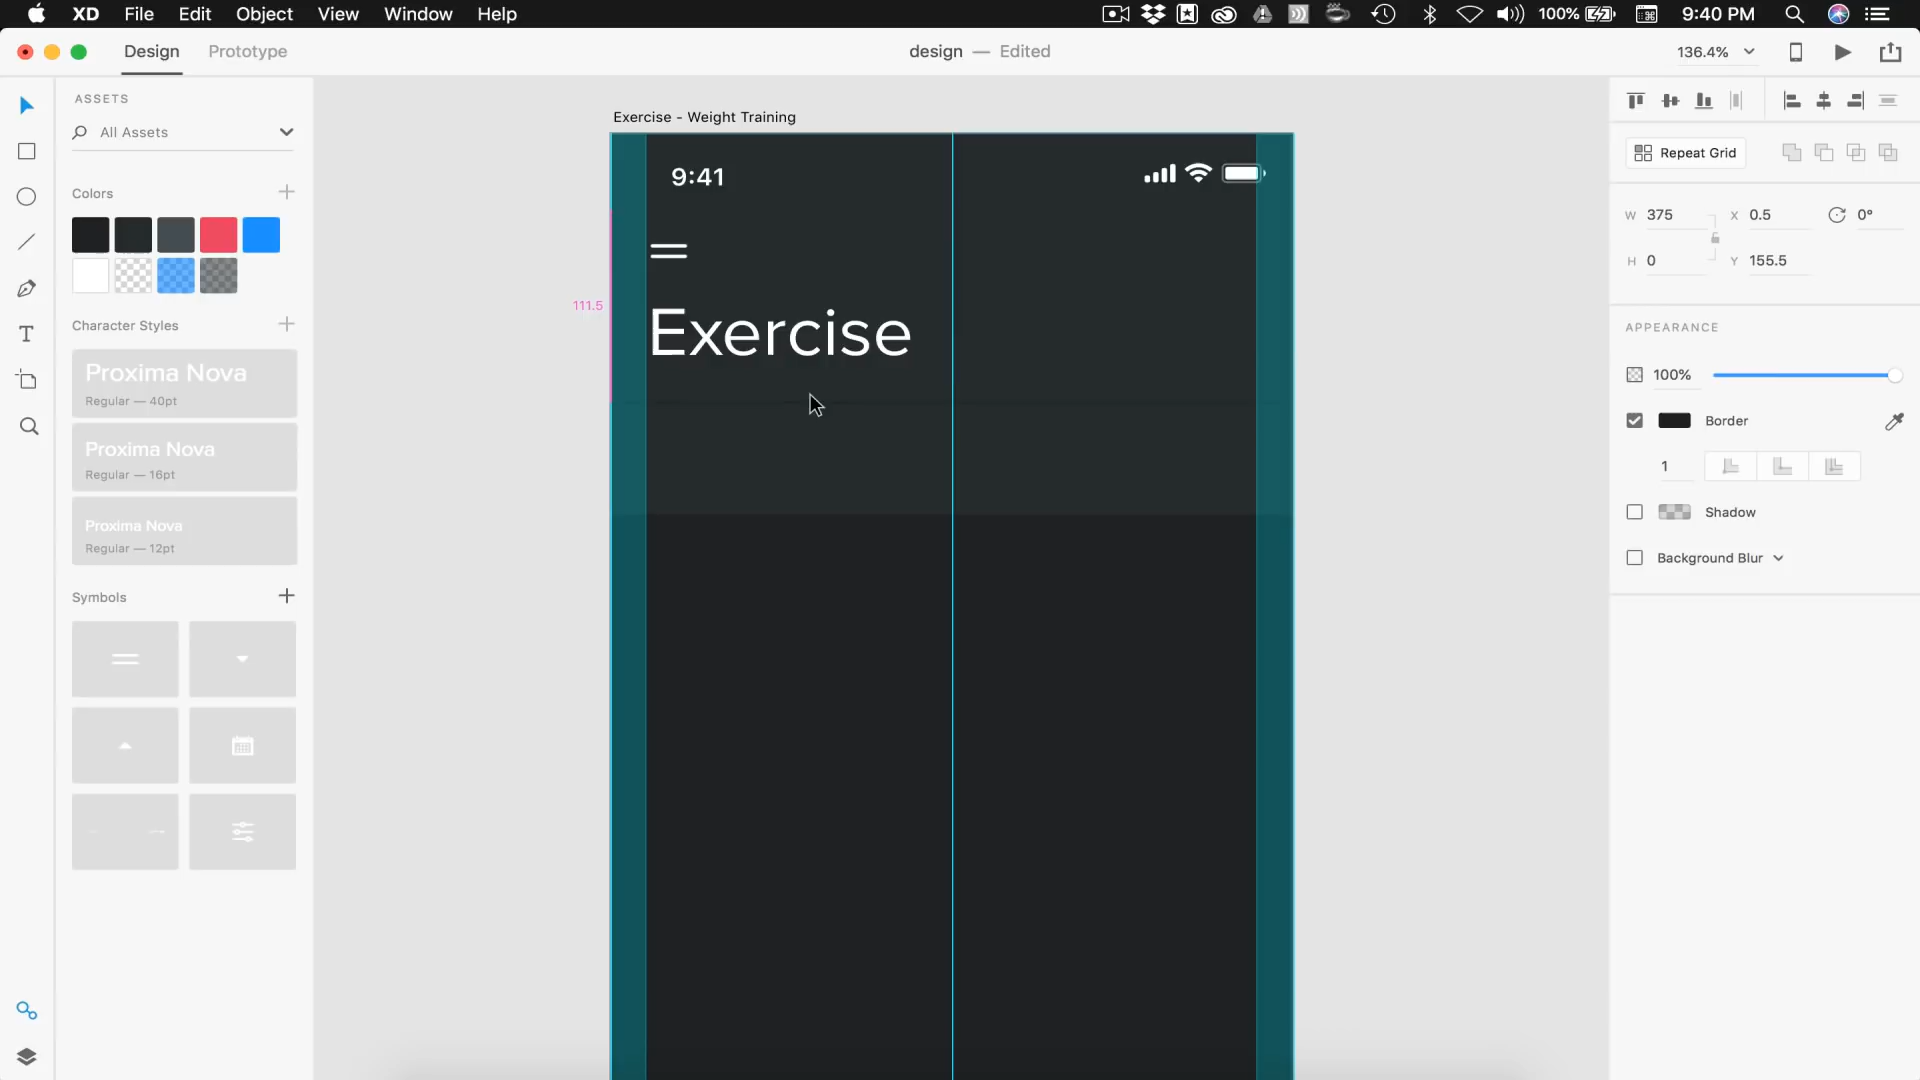 XD File Edit Object View Window Help 100% 9:40 PM
Design Prototype design — Edited 136.4%
ASSETS
All Assets
Colors
Character Styles
Proxima Nova
Regular — 40pt
Proxima Nova
Regular — 16pt
Proxima Nova
Regular — 12pt
Symbols
Exercise - Weight Training
9:41
111.5
Exercise
Repeat Grid
W 375 X 0.5 0°
H 0 Y 155.5
APPEARANCE
100%
Border
1
Shadow
Background Blur